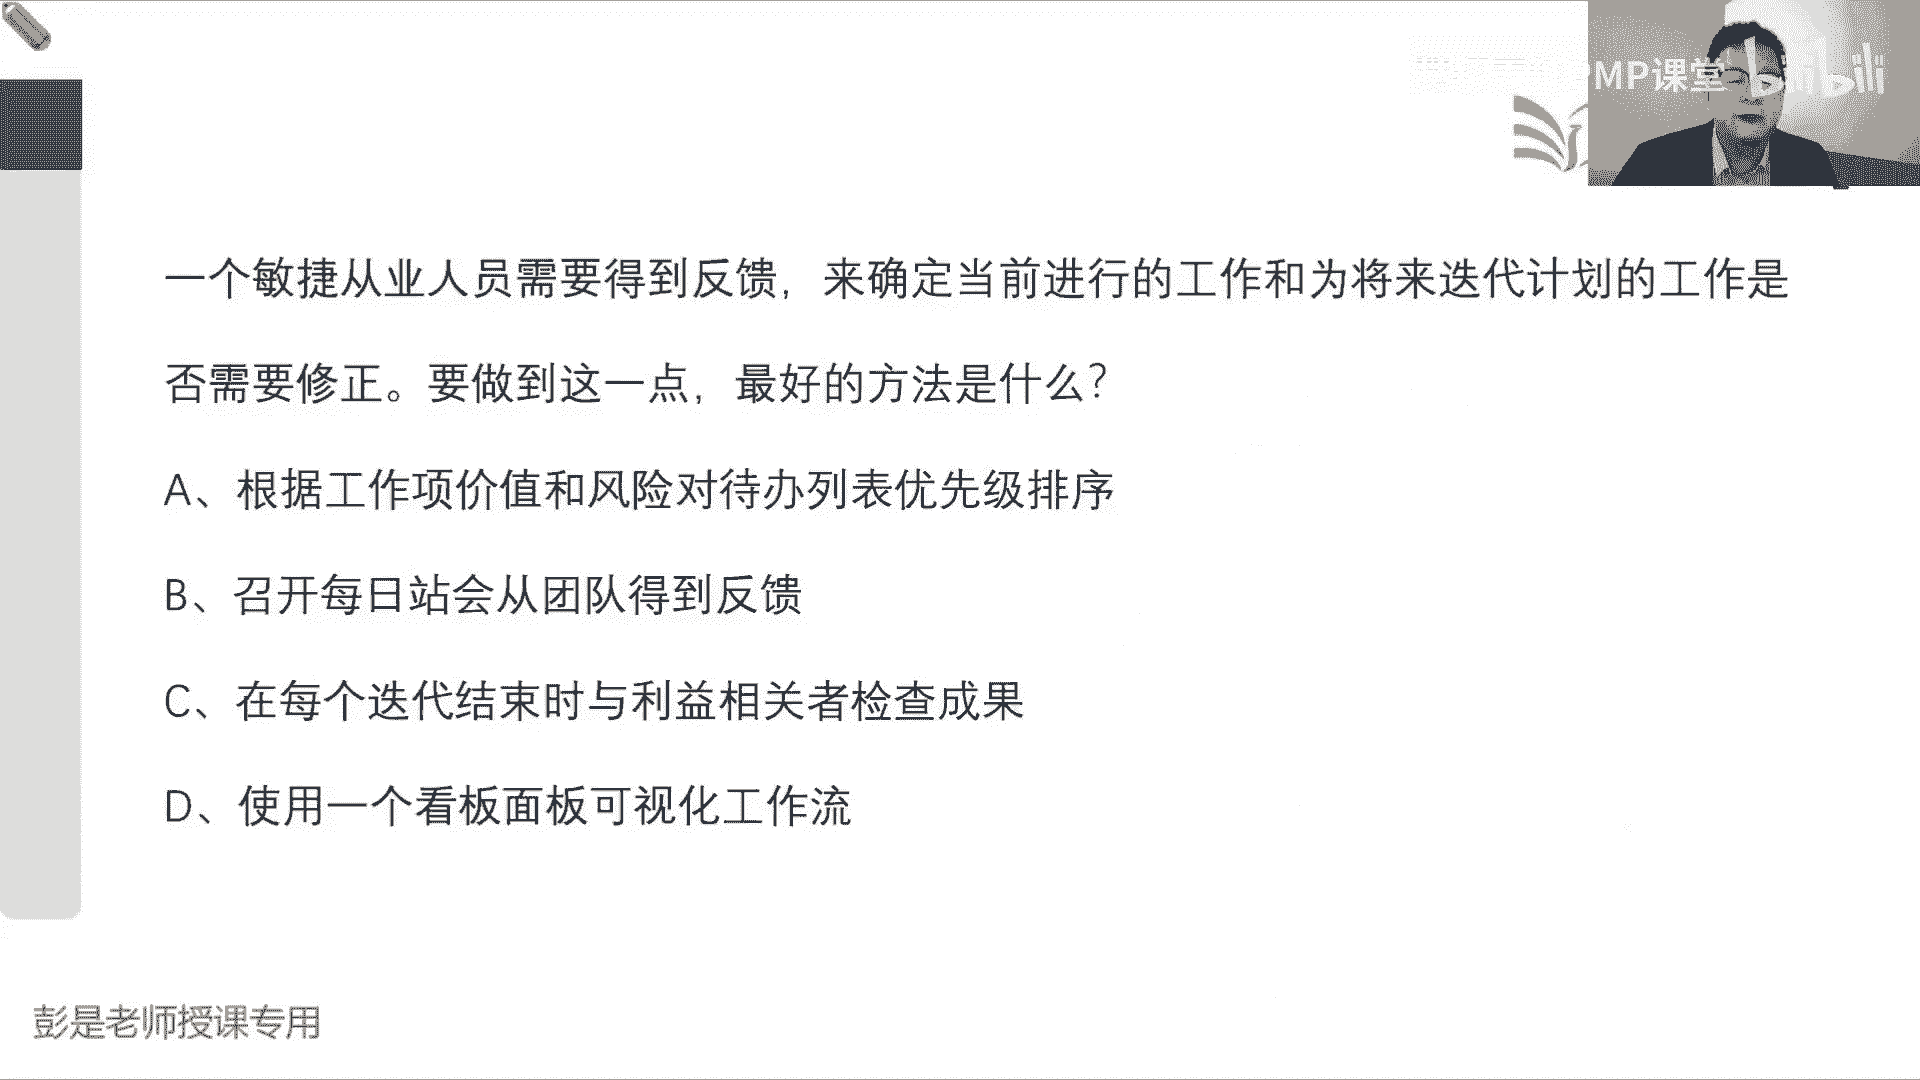 PMP课堂 bilibili
一个敏捷从业人员需要得到反馈，来确定当前进行的工作和为将来迭代计划的工作是
否需要修正。要做到这一点，最好的方法是什么？
A、根据工作项价值和风险对待办列表优先级排序
B、召开每日站会从团队得到反馈
C、在每个迭代结束时与利益相关者检查成果
D、使用一个看板面板可视化工作流
彭是老师授课专用